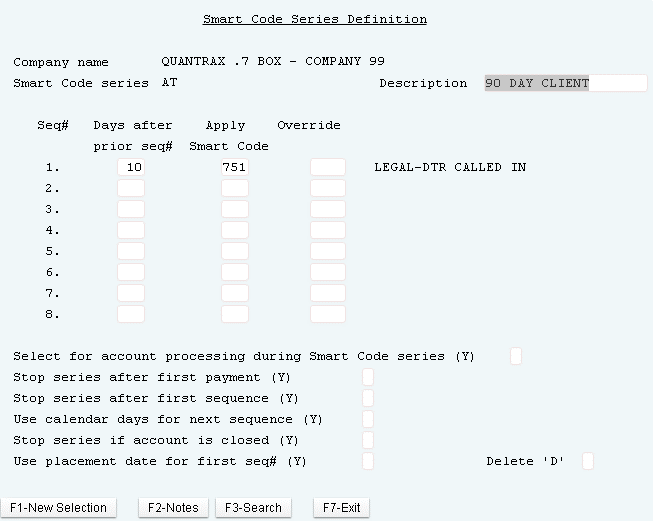 Smart Code Series Definition
Company name QUANTRAX .7 BOX - COMPANY 99
Smart Code series AT Description 90 DAY CLIENT
Seq# Days after Apply Override
prior seq# Smart Code
1. 10 751 LEGAL-DTR CALLED IN
2.
3.
4.
5.
6.
7.
8.
Select for account processing during Smart Code series (Y)
Stop series after first payment (Y)
Stop series after first sequence (Y)
Use calendar days for next sequence (Y)
Stop series if account is closed (Y)
Use placement date for first seq# (Y) Delete 'D'
F1-New Selection F2-Notes F3-Search F7-Exit